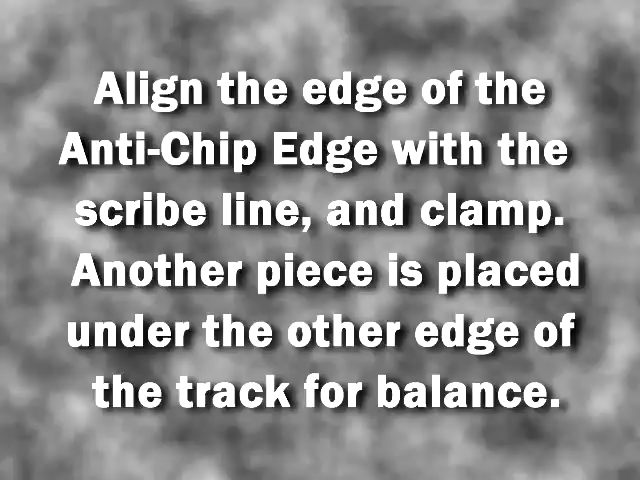 Align the edge of the
Anti-Chip Edge with the
scribe line, and clamp.
Another piece is placed
under the other edge of
the track for balance.